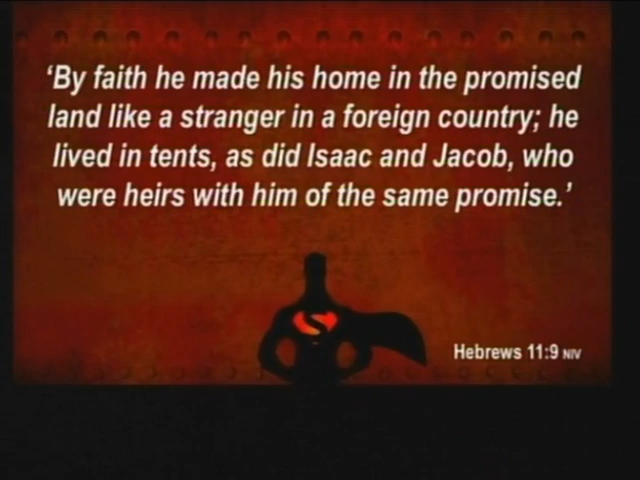 ‘By faith he made his home in the promised
land like a stranger in a foreign country; he
lived in tents, as did Isaac and Jacob, who
were heirs with him of the same promise.’
S
Hebrews 11:9 NIV